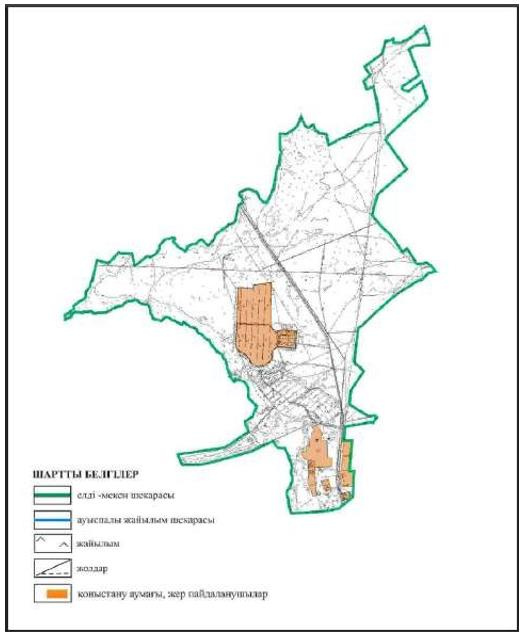 ШАРТТЫ БЕЛГІЛЕР
елді -мекен шекарасы
ауыспалы жайылым шекарасы
жайылым
жолдар
қоныстану аумағы, жер пайдаланушылар